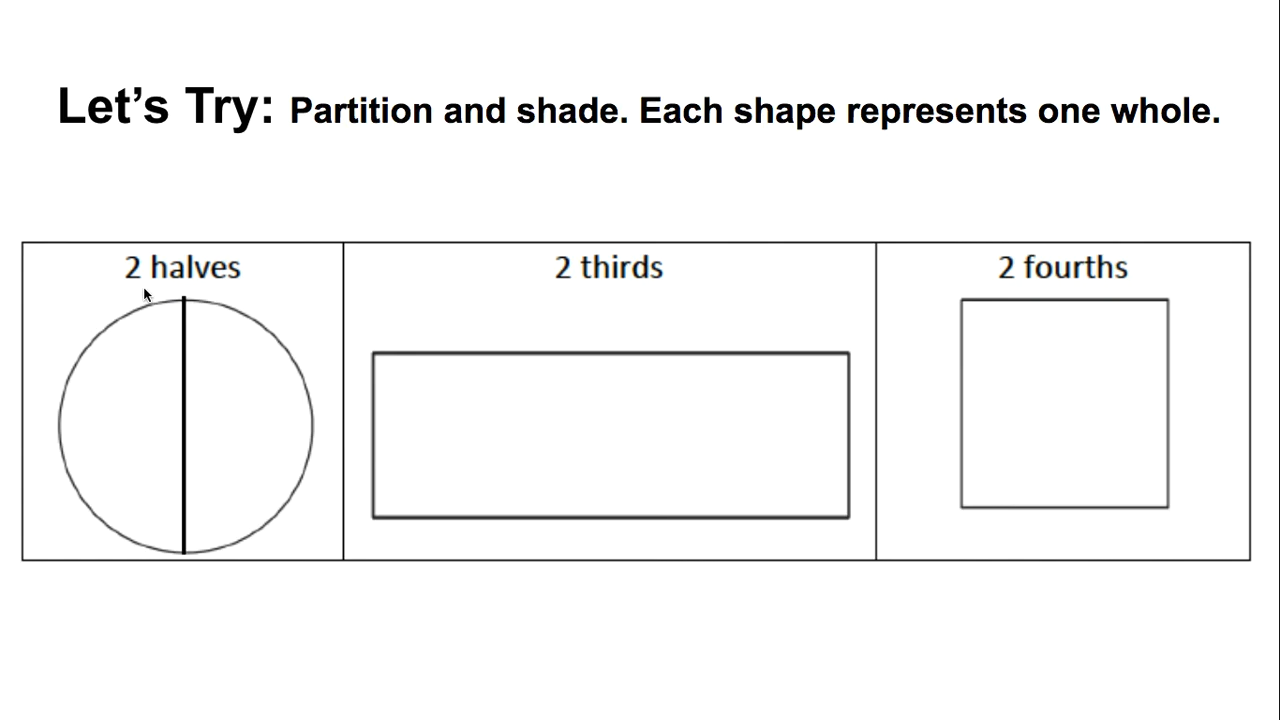 Let’s Try: Partition and shade. Each shape represents one whole.
2 halves
2 thirds
2 fourths